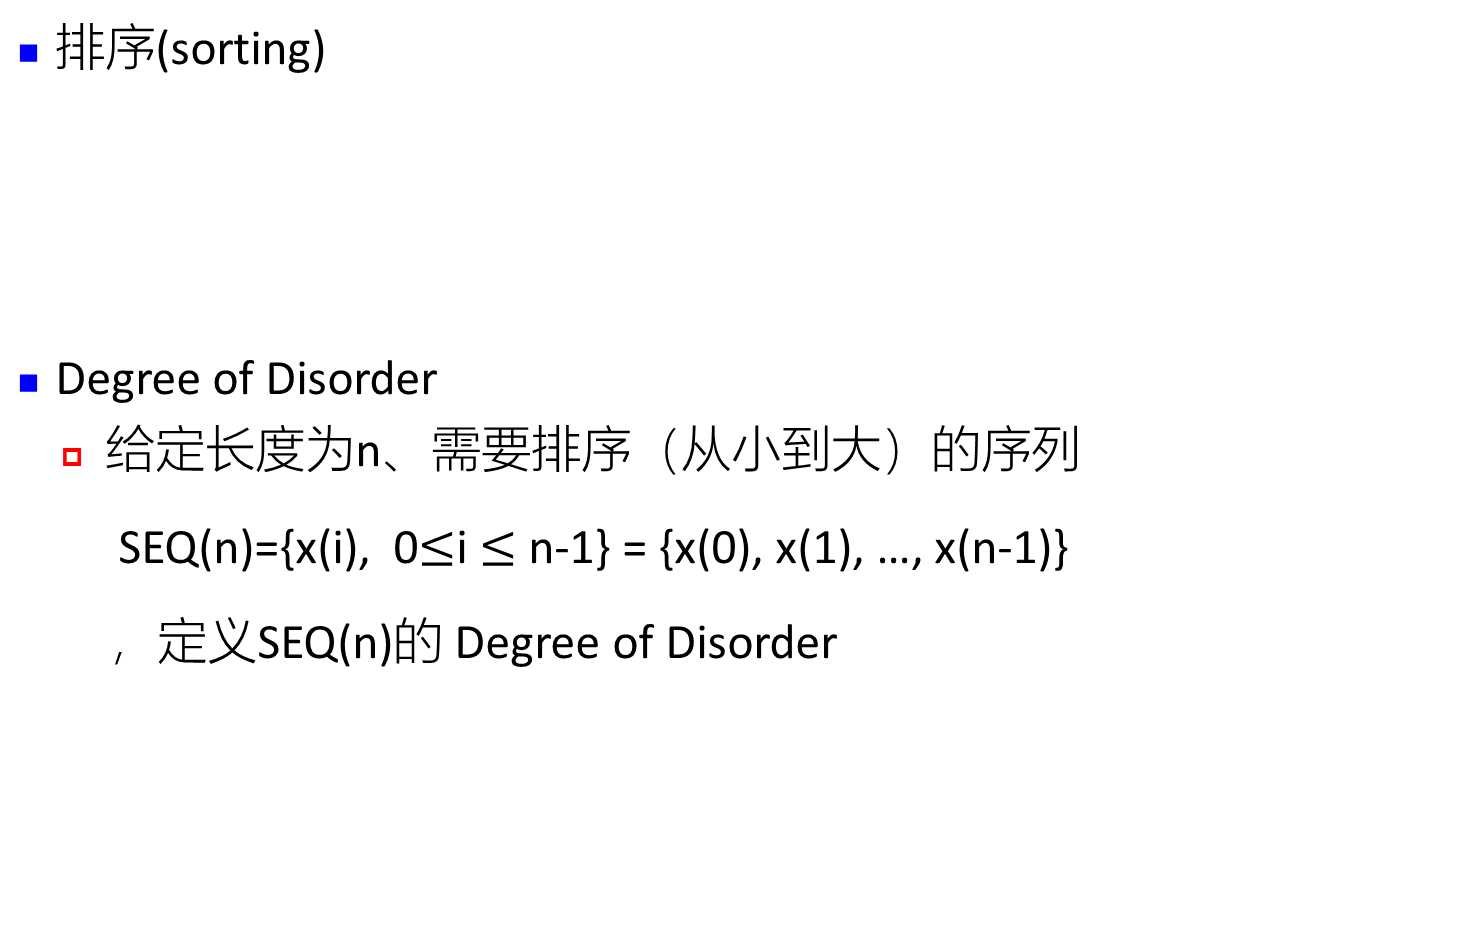 排序(sorting)
Degree of Disorder
给定长度为n、需要排序（从小到大）的序列
SEQ(n)={x(i), 0≤i ≤ n-1} = {x(0), x(1), …, x(n-1)}
，定义SEQ(n)的 Degree of Disorder